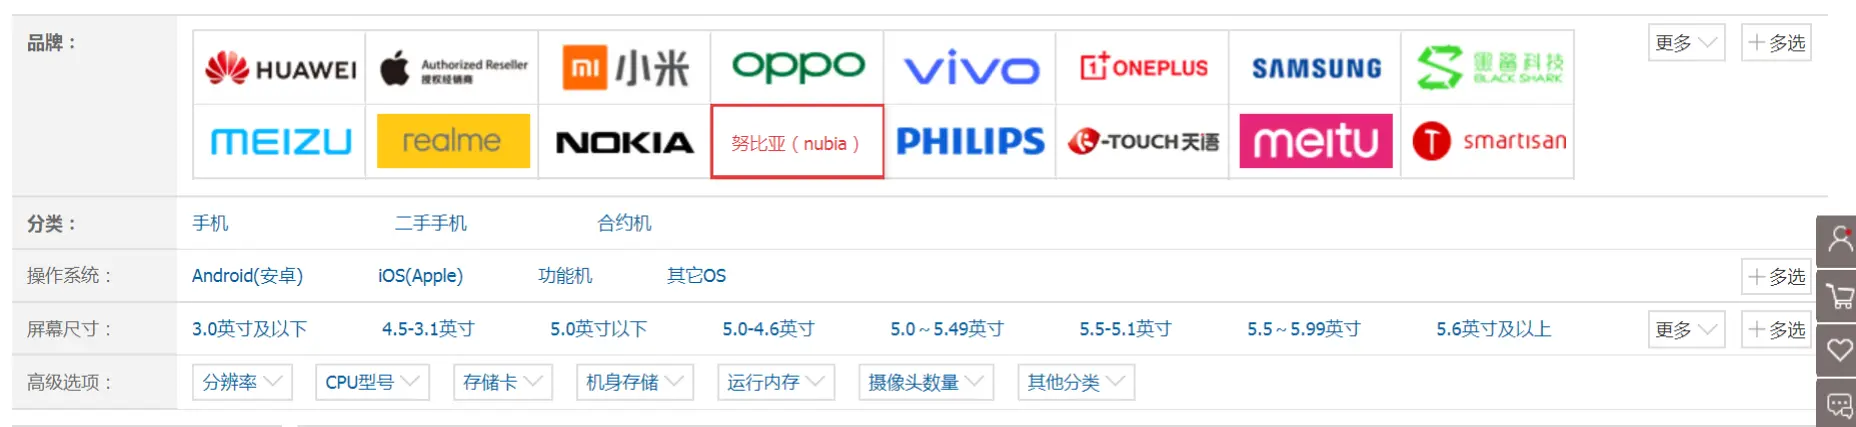 品牌：
HUAWEI Authorized Reseller 授权经销商 小米 oppo vivo 1+ ONEPLUS SAMSUNG 黑鲨科技 BLACK SHARK
更多 多选
MEIZU realme NOKIA 努比亚（nubia） PHILIPS e-TOUCH天语 meitu T smartisan
分类： 手机 二手手机 合约机
操作系统： Android(安卓) iOS(Apple) 功能机 其它OS 多选
屏幕尺寸： 3.0英寸及以下 4.5-3.1英寸 5.0英寸以下 5.0-4.6英寸 5.0～5.49英寸 5.5-5.1英寸 5.5～5.99英寸 5.6英寸及以上 更多 多选
高级选项： 分辨率 CPU型号 存储卡 机身存储 运行内存 摄像头数量 其他分类